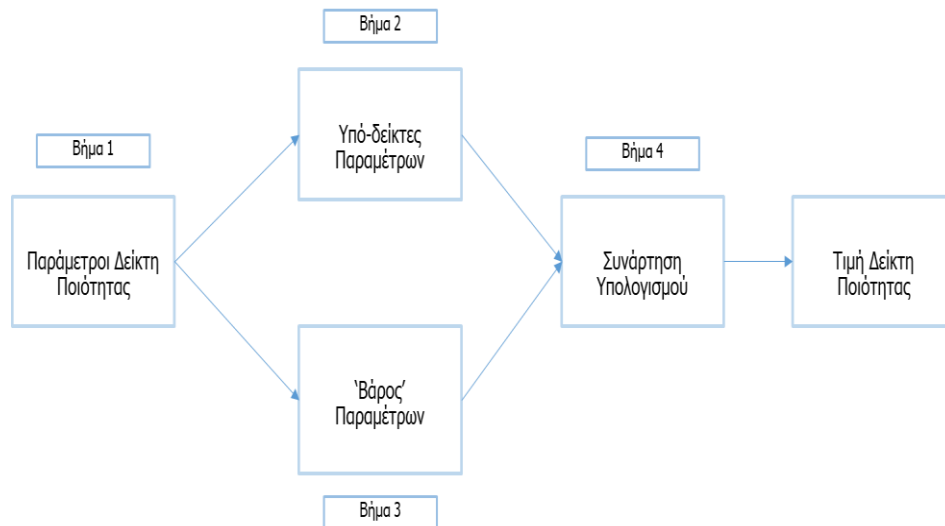 Βήμα 1
Παράμετροι Δείκτη
Ποιότητας
Βήμα 2
Υπό-δείκτες
Παραμέτρων
‘Βάρος’
Παραμέτρων
Βήμα 3
Βήμα 4
Συνάρτηση
Υπολογισμού
Τιμή Δείκτη
Ποιότητας